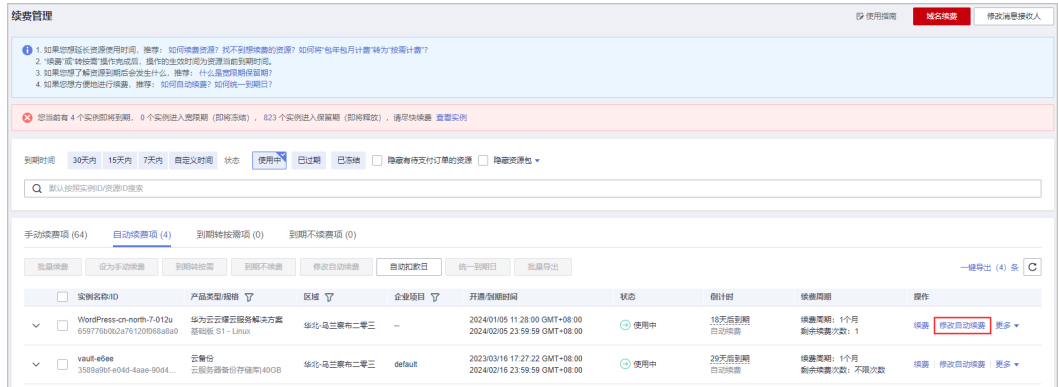 续费管理
使用指南
域名续费
修改消息接收人
1. 如果您想延长资源使用时间，推荐： 如何续费资源？找不到想续费的资源？如何将"包年包月计费"转为"按需计费"？
2. "续费"或"转按需"操作完成后，操作的生效时间为资源当前到期时间。
3. 如果您想了解资源到期后会发生什么，推荐： 什么是宽限期保留期？
4. 如果您想方便地进行续费，推荐： 如何自动续费？如何统一到期日？
您当前有 4 个实例即将到期， 0 个实例进入宽限期（即将冻结）， 823 个实例进入保留期（即将释放），请尽快续费 查看实例
到期时间 30天内 15天内 7天内 自定义时间 状态 使用中 已过期 已冻结 隐藏有待支付订单的资源 隐藏资源包
默认按照实例ID/资源ID搜索
手动续费项 (64) 自动续费项 (4) 到期转按需项 (0) 到期不续费项 (0)
批量续费 设为手动续费 到期转按需 到期不续费 修改自动续费 自动扣款日 统一到期日 批量导出 一键导出（4）条
实例名称/ID 产品类型/规格 区域 企业项目 开通/到期时间 状态 倒计时 续费周期 操作
WordPress-cn-north-7-012u 华为云云耀云服务解决方案 华北-乌兰察布二零三 -- 2024/01/05 11:28:00 GMT+08:00 使用中 18天后到期 续费周期：1个月 续费 修改自动续费 更多
659776b0b2a76120f068a8a0 基础版 S1 - Linux 2024/02/05 23:59:59 GMT+08:00 自动续费 剩余续费次数：1
vault-e6ee 云备份 华北-乌兰察布二零三 default 2023/03/16 17:27:22 GMT+08:00 使用中 29天后到期 续费周期：1个月 续费 修改自动续费 更多
3589a9bf-e04d-4aae-90d4... 云服务器备份存储库|40GB 2024/02/16 23:59:59 GMT+08:00 自动续费 剩余续费次数：不限次数